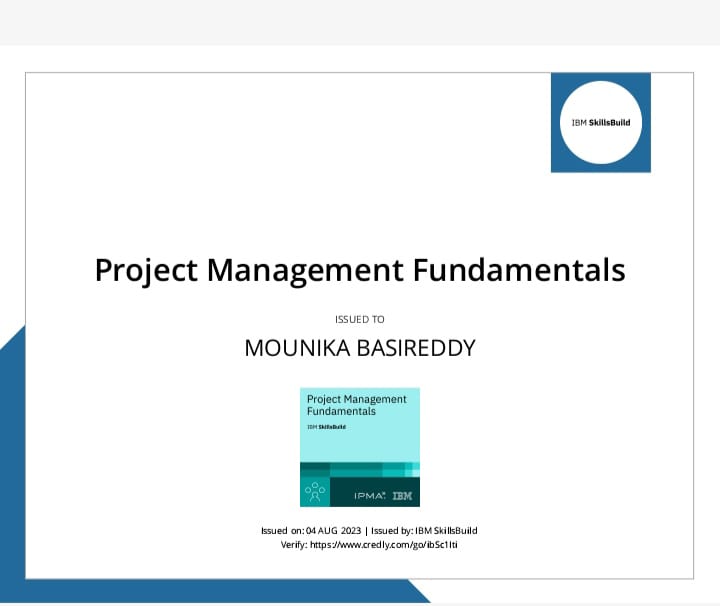 IBM SkillsBuild
Project Management Fundamentals
ISSUED TO
MOUNIKA BASIREDDY
Project Management
Fundamentals
IBM SkillsBuild
IPMA® IBM
Issued on: 04 AUG 2023 | Issued by: IBM SkillsBuild
Verify: https://www.credly.com/go/ibSc1Iti